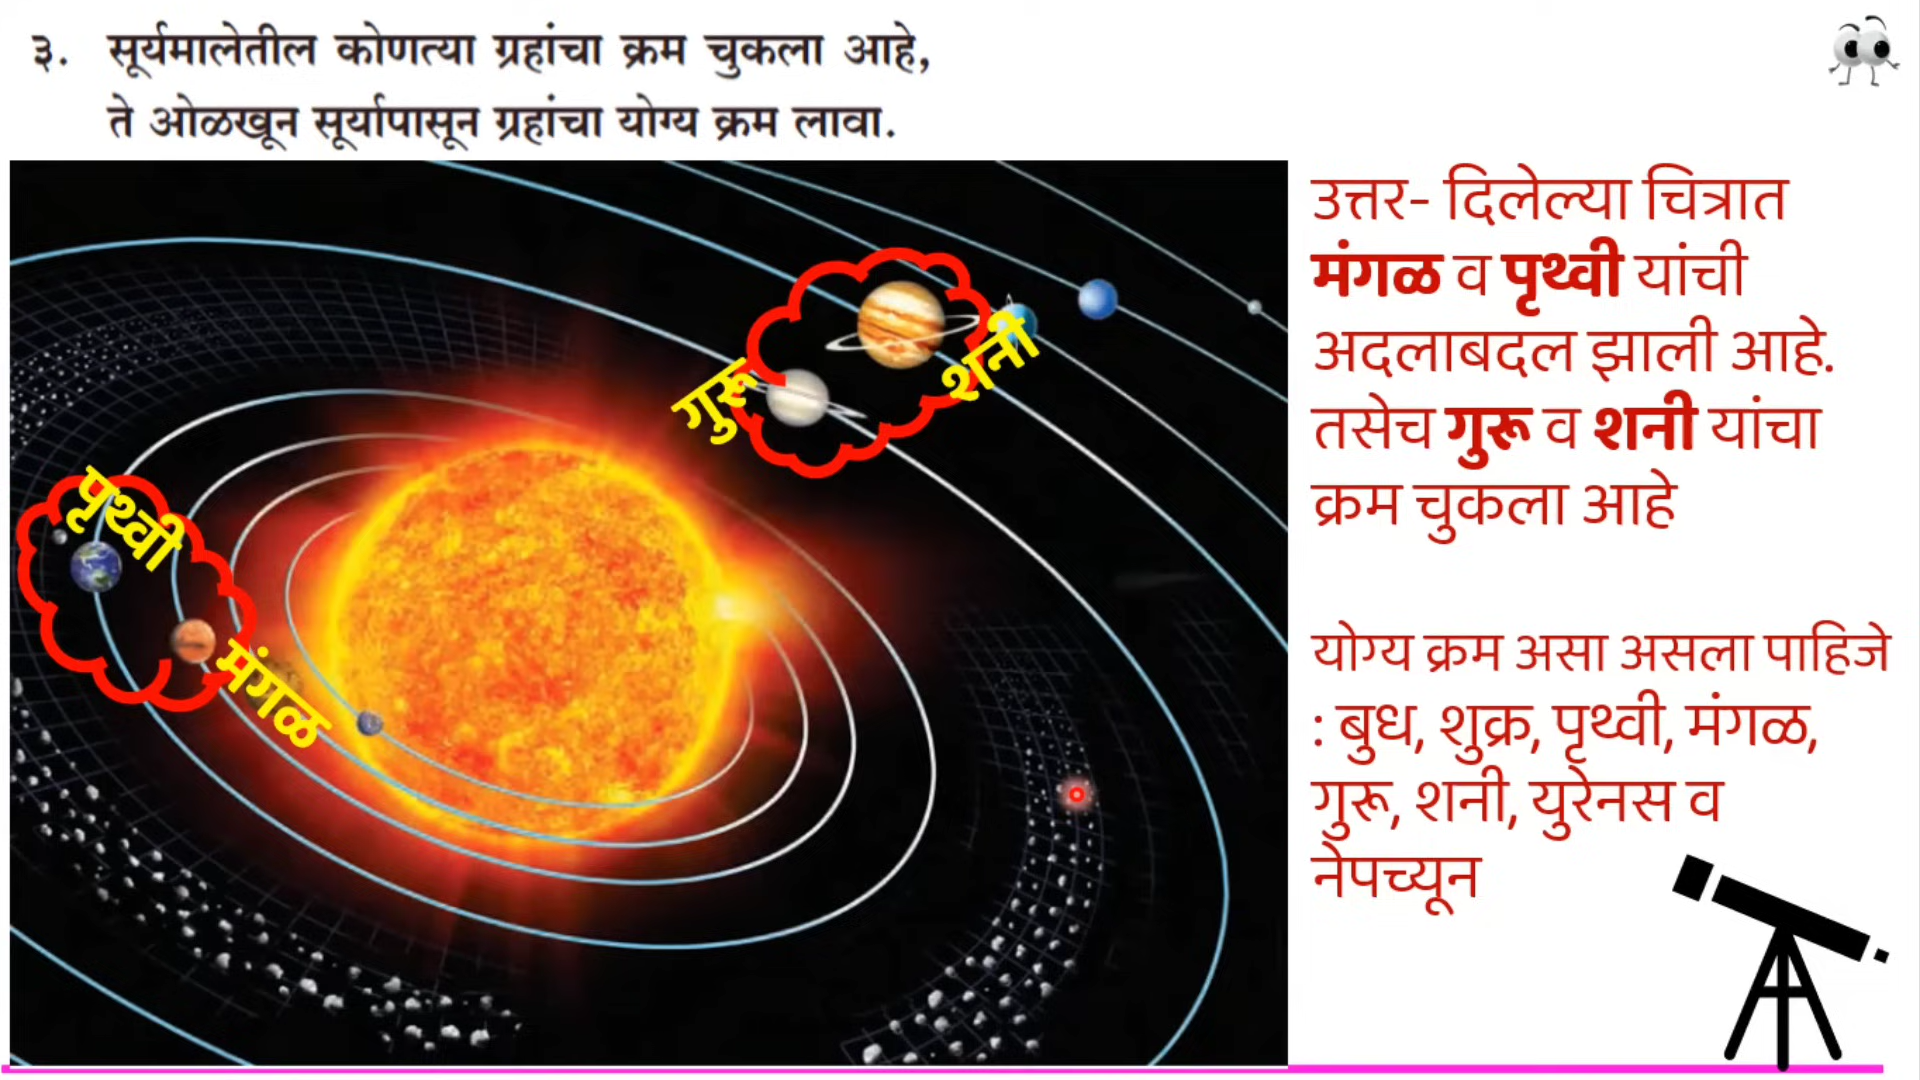 ३. सूर्यमालेतील कोणत्या ग्रहांचा क्रम चुकला आहे,
ते ओळखून सूर्यापासून ग्रहांचा योग्य क्रम लावा.
गुरू
शनी
पृथ्वी
मंगळ
उत्तर- दिलेल्या चित्रात
मंगळ व पृथ्वी यांची
अदलाबदल झाली आहे.
तसेच गुरू व शनी यांचा
क्रम चुकला आहे
योग्य क्रम असा असला पाहिजे
: बुध, शुक्र, पृथ्वी, मंगळ,
गुरू, शनी, युरेनस व
नेपच्यून